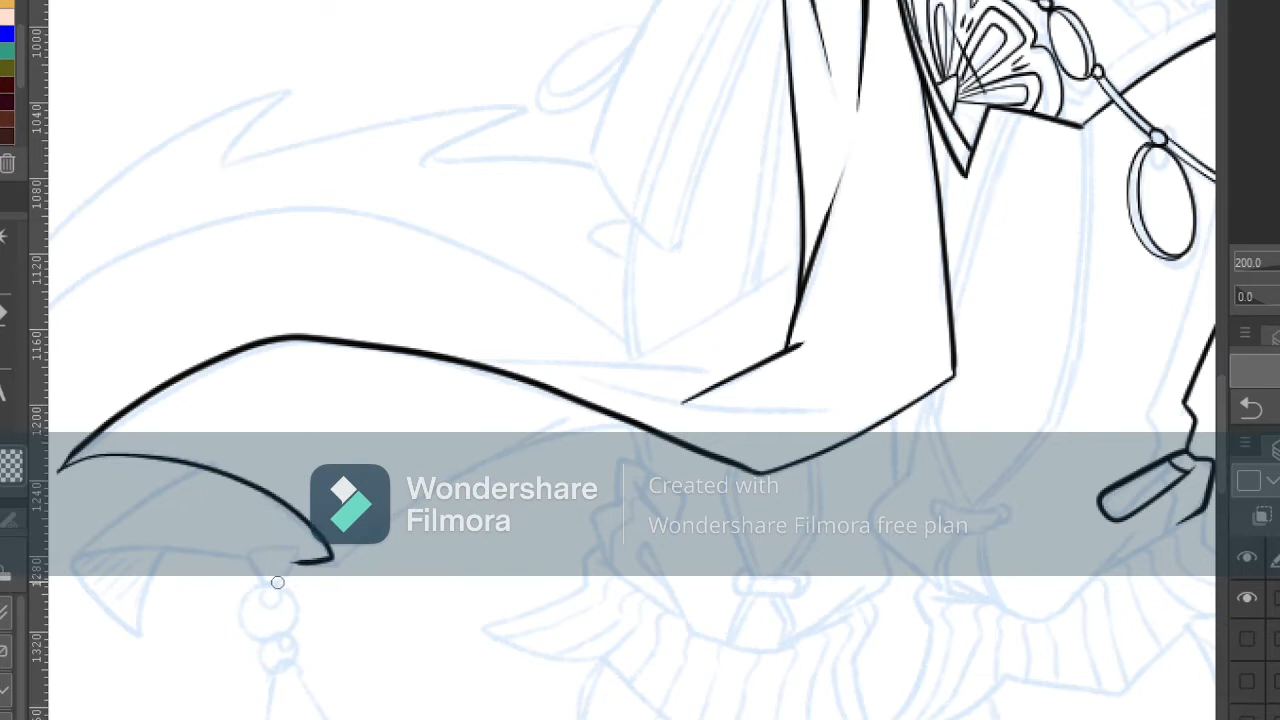 1000
1040
1080
1120
1160
1200
1240
1280
1320
200.0
0.0
Wondershare
Filmora
Created with
Wondershare Filmora free plan